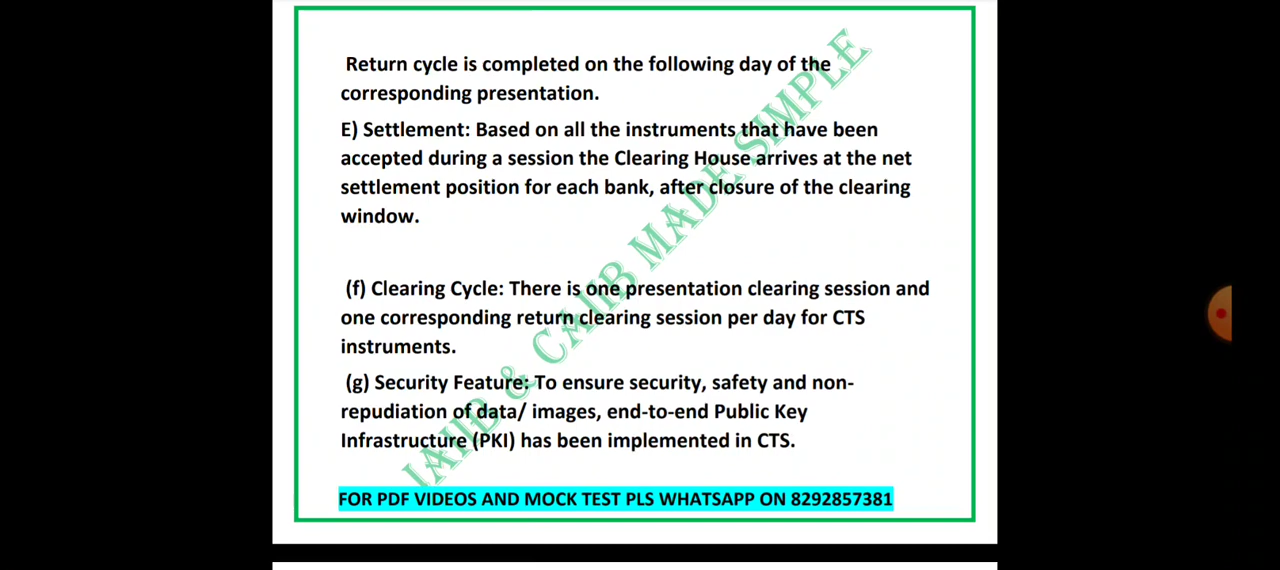 Return cycle is completed on the following day of the
corresponding presentation.
E) Settlement: Based on all the instruments that have been
accepted during a session the Clearing House arrives at the net
settlement position for each bank, after closure of the clearing
window.
(f) Clearing Cycle: There is one presentation clearing session and
one corresponding return clearing session per day for CTS
instruments.
(g) Security Feature: To ensure security, safety and non-
repudiation of data/ images, end-to-end Public Key
Infrastructure (PKI) has been implemented in CTS.
JAIIB & CAIIB MADE SIMPLE
FOR PDF VIDEOS AND MOCK TEST PLS WHATSAPP ON 8292857381